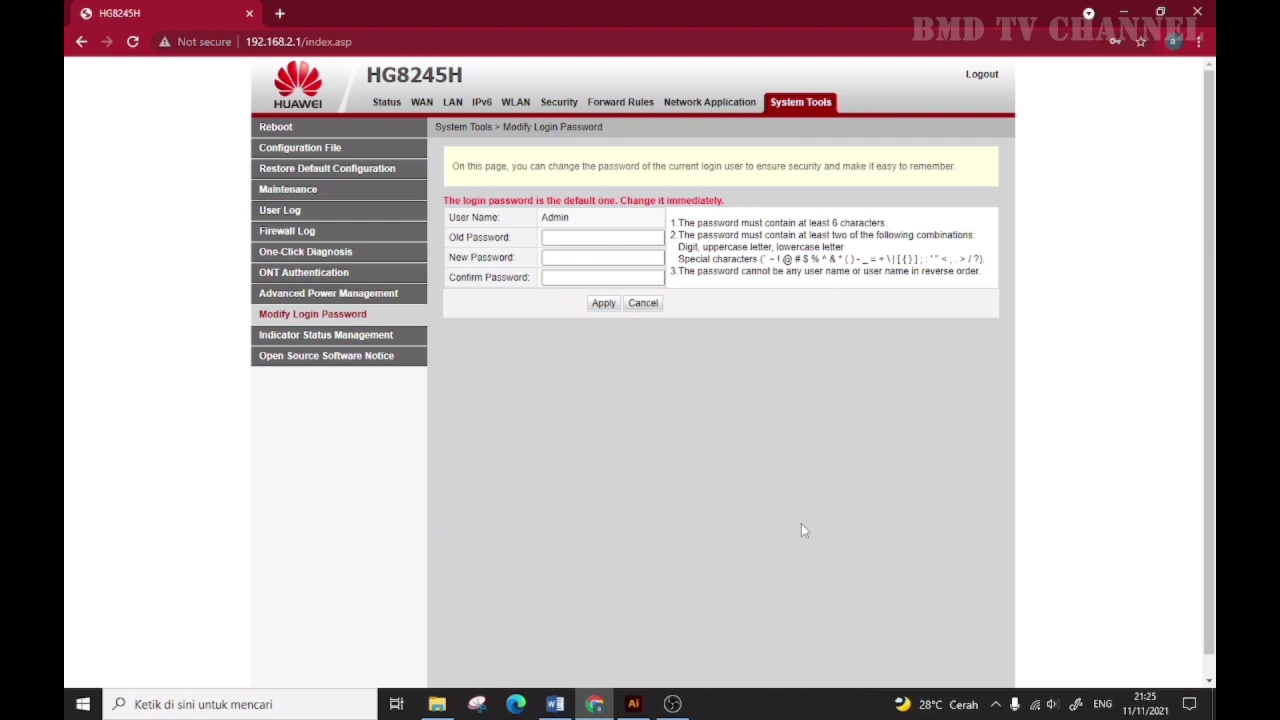 HG8245H
BMD TV CHANNEL
Not secure
192.168.2.1/index.asp
a
HUAWEI
HG8245H
Logout
Status WAN LAN IPv6 WLAN Security Forward Rules Network Application System Tools
Reboot
Configuration File
Restore Default Configuration
Maintenance
User Log
Firewall Log
One-Click Diagnosis
ONT Authentication
Advanced Power Management
Modify Login Password
Indicator Status Management
Open Source Software Notice
System Tools > Modify Login Password
On this page, you can change the password of the current login user to ensure security and make it easy to remember.
The login password is the default one. Change it immediately.
User Name: Admin
Old Password:
New Password:
Confirm Password:
1.The password must contain at least 6 characters.
2.The password must contain at least two of the following combinations:
Digit, uppercase letter, lowercase letter
Special characters (` ~ ! @ # $ % ^ & * ( ) - _ = + \ | [ { } ] ; : ' " < , . > / ?).
3.The password cannot be any user name or user name in reverse order.
Apply Cancel
Ketik di sini untuk mencari
Ai
28°C Cerah
ENG
21:25
11/11/2021